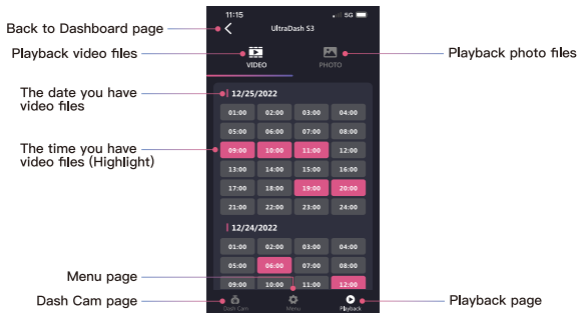 11:15
5G
Back to Dashboard page
UltraDash S3
Playback video files
Playback photo files
VIDEO
PHOTO
The date you have
video files
12/25/2022
01:00 02:00 03:00 04:00
05:00 06:00 07:00 08:00
The time you have
video files (Highlight)
09:00 10:00 11:00 12:00
13:00 14:00 15:00 16:00
17:00 18:00 19:00 20:00
21:00 22:00 23:00 24:00
12/24/2022
01:00 02:00 03:00 04:00
05:00 06:00 07:00 08:00
Menu page
09:00 10:00 11:00 12:00
Dash Cam page
Playback page
Dash Cam
Menu
Playback